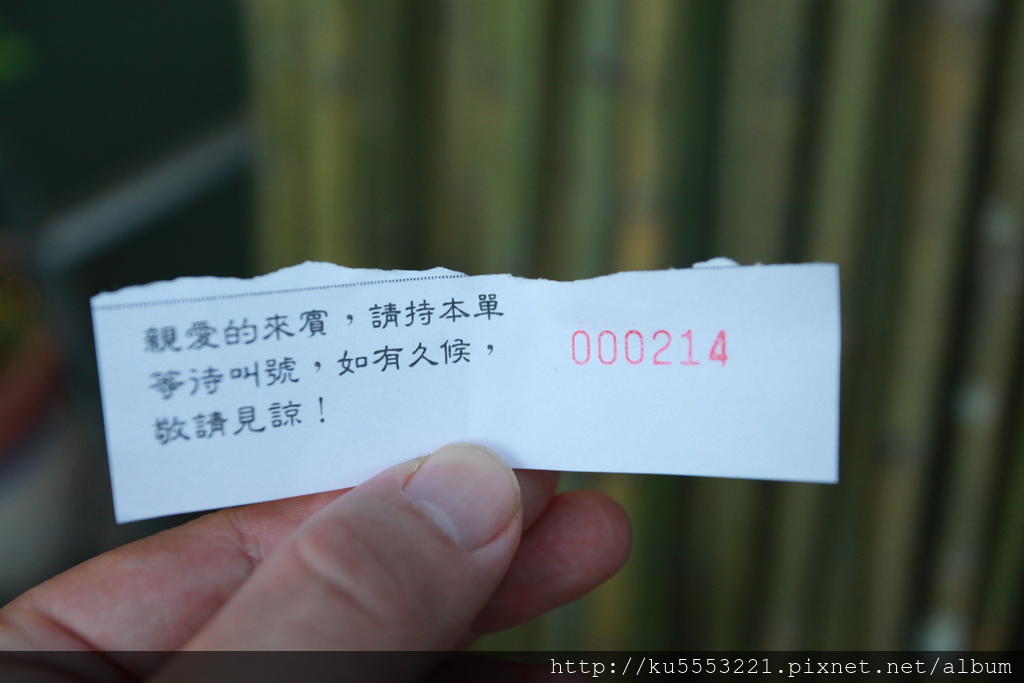 親愛的來賓，請持本單
等待叫號，如有久候，
敬請見諒！
000214
http://ku5553221.pixnet.net/album